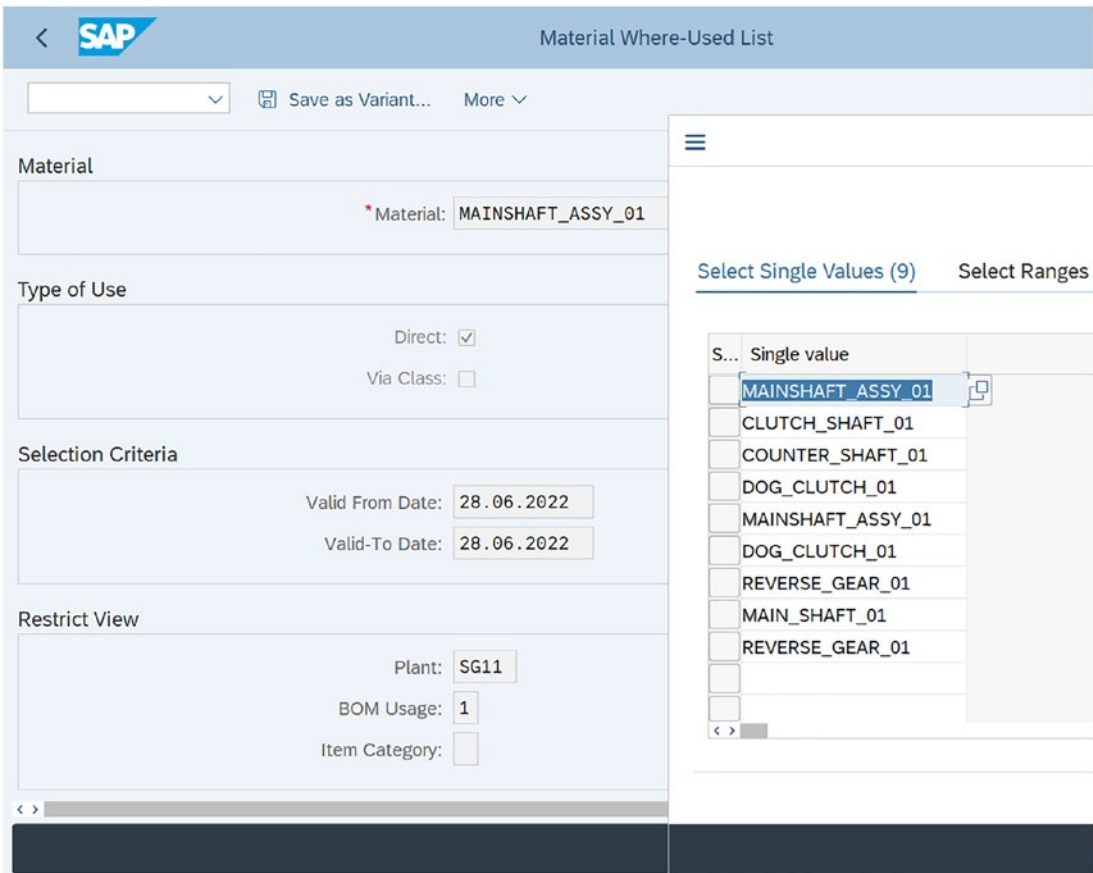 SAP Material Where-Used List
Save as Variant... More
Material
*Material: MAINSHAFT_ASSY_01
Type of Use
Direct:
Via Class:
Selection Criteria
Valid From Date: 28.06.2022
Valid-To Date: 28.06.2022
Restrict View
Plant: SG11
BOM Usage: 1
Item Category:
Select Single Values (9) Select Ranges
S... Single value
MAINSHAFT_ASSY_01
CLUTCH_SHAFT_01
COUNTER_SHAFT_01
DOG_CLUTCH_01
MAINSHAFT_ASSY_01
DOG_CLUTCH_01
REVERSE_GEAR_01
MAIN_SHAFT_01
REVERSE_GEAR_01